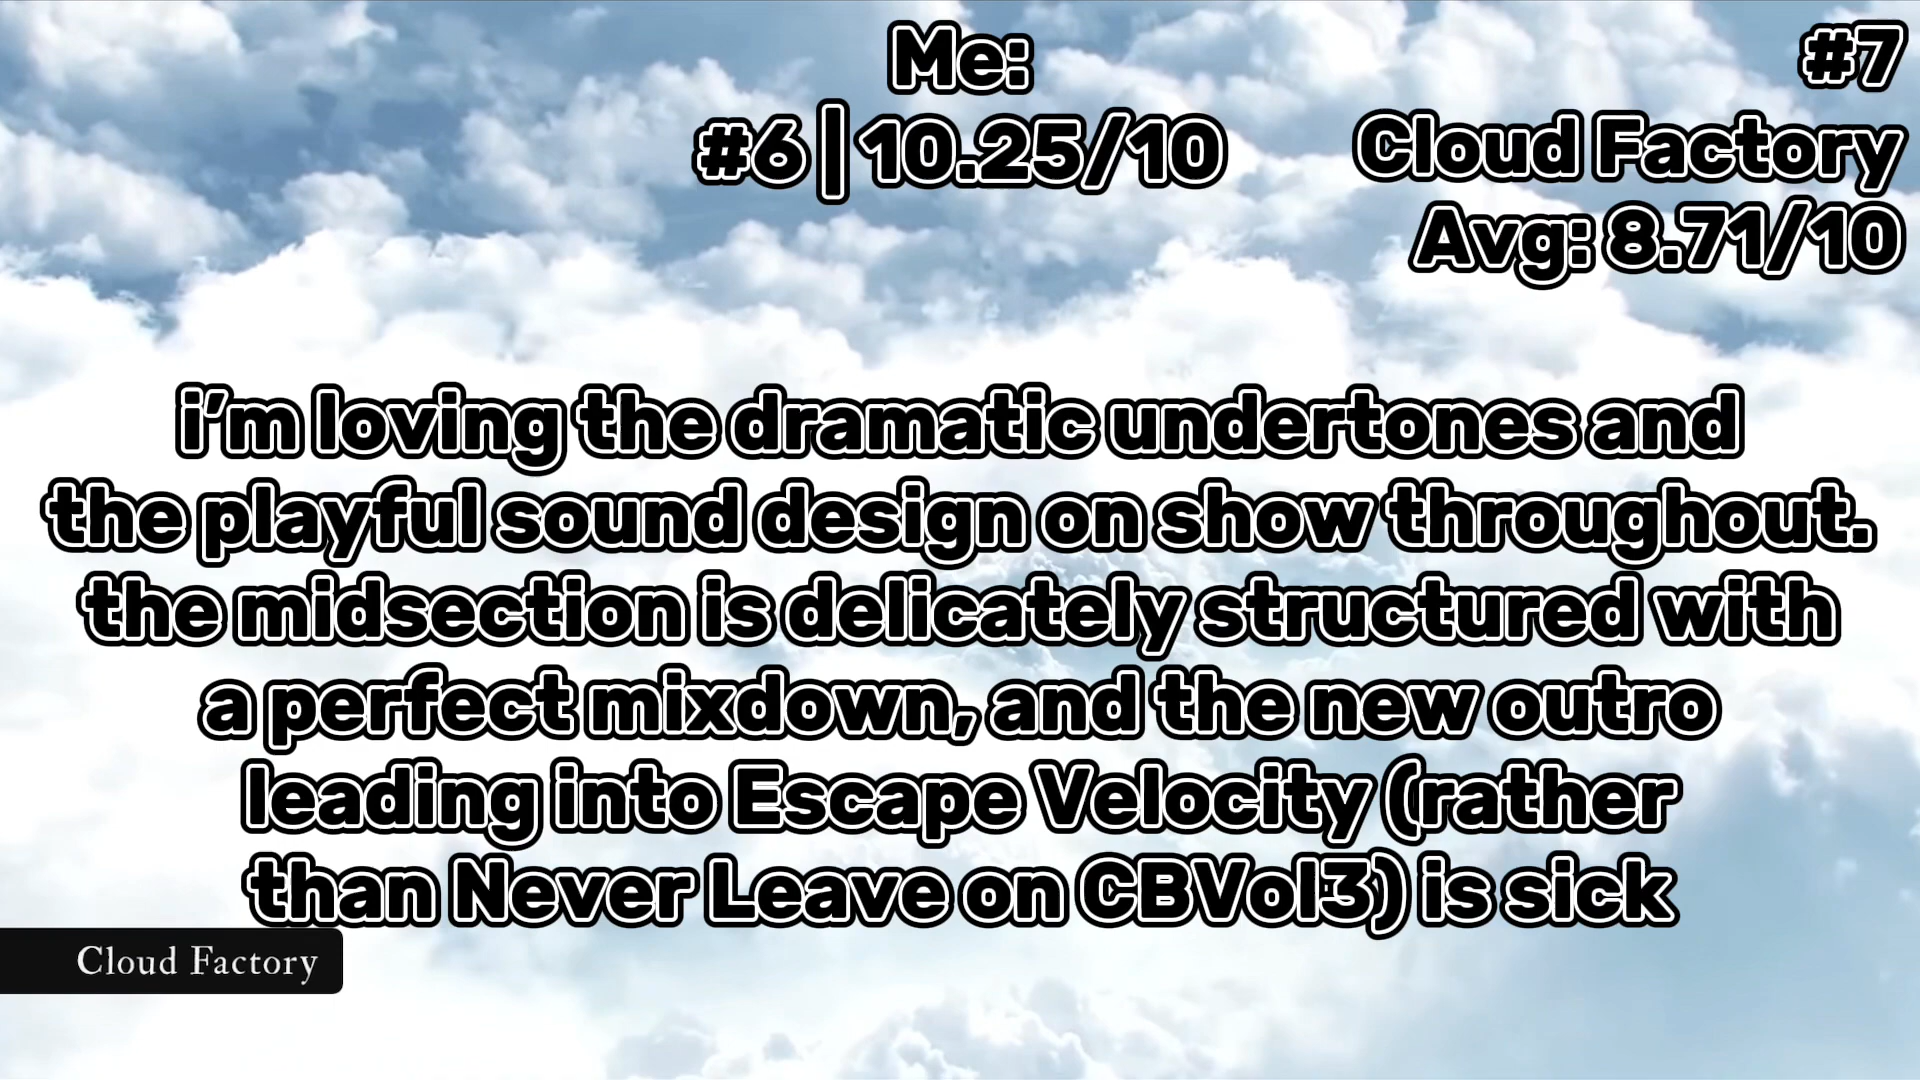 Me:
#6 | 10.25/10
#7
Cloud Factory
Avg: 8.71/10
i'm loving the dramatic undertones and
the playful sound design on show throughout.
the midsection is delicately structured with
a perfect mixdown, and the new outro
leading into Escape Velocity (rather
than Never Leave on CBVol3) is sick
Cloud Factory